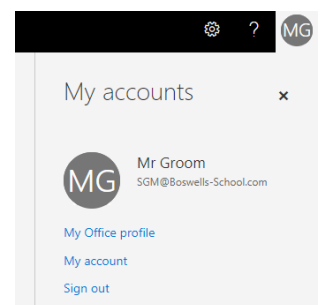 ? MG
My accounts ×
MG
Mr Groom
SGM@Boswells-School.com
My Office profile
My account
Sign out